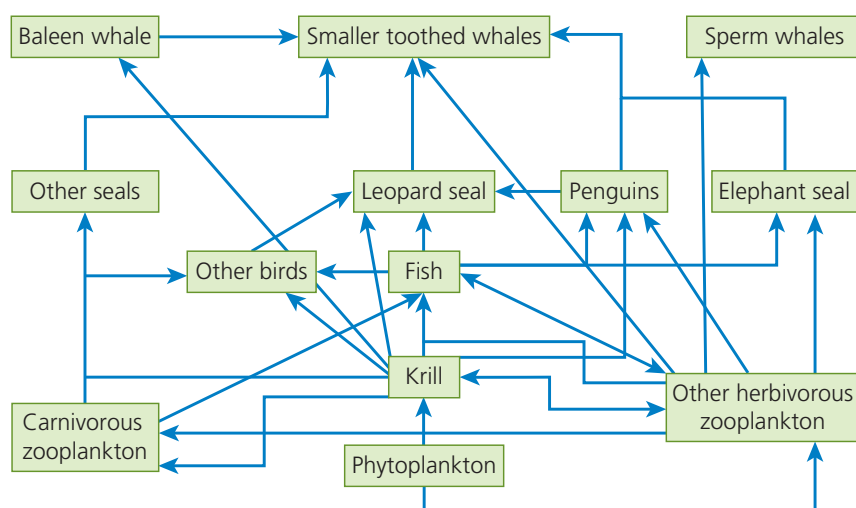 Baleen whale
Smaller toothed whales
Sperm whales
Other seals
Leopard seal
Penguins
Elephant seal
Other birds
Fish
Krill
Other herbivorous
zooplankton
Carnivorous
zooplankton
Phytoplankton